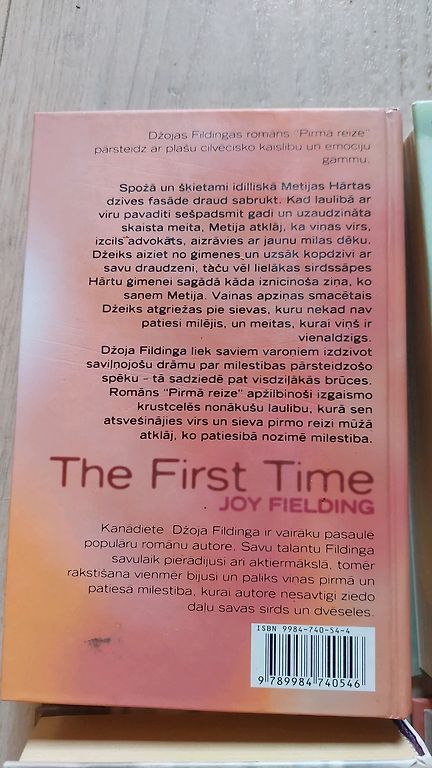 Džojas Fildingas romāns "Pirmā reize"
pārsteidz ar plašu cilvēcisko kaislību un emociju
gammu.
Spožā un šķietami idilliskā Metijas Hārtas
dzīves fasāde draud sabrukt. Kad laulībā ar
vīru pavadīti sešpadsmit gadi un uzaudzināta
skaista meita, Metija atklāj, ka viņas vīrs,
izcils advokāts, aizrāvies ar jaunu mīlas dēku.
Džeiks aiziet no ģimenes un uzsāk kopdzīvi ar
savu draudzeni, taču vēl lielākas sirdssāpes
Hārtu ģimenei sagādā kāda iznīcinoša ziņa, ko
saņem Metija. Vainas apziņas smacētais
Džeiks atgriežas pie sievas, kuru nekad nav
patiesi mīlējis, un meitas, kurai viņš ir
vienaldzīgs.
Džoja Fildinga liek saviem varoņiem izdzīvot
saviļņojošu drāmu par mīlestības pārsteidzošo
spēku – tā sadziedē pat visdziļākās brūces.
Romāns "Pirmā reize" apžilbinoši izgaismo
krustcelēs nonākušu laulību, kurā sen
atsvešinājies vīrs un sieva pirmo reizi mūžā
atklāj, ko patiesībā nozīmē mīlestība.
The First Time
JOY FIELDING
Kanādiete Džoja Fildinga ir vairāku pasaulē
populāru romānu autore. Savu talantu Fildinga
savulaik pierādījusi arī aktiermākslā, tomēr
rakstīšana vienmēr bijusi un paliks viņas pirmā un
patiesā mīlestība, kurai autore nesavtīgi ziedo
daļu savas sirds un dvēseles.
ISBN 9984-740-54-4
9 789984 740546